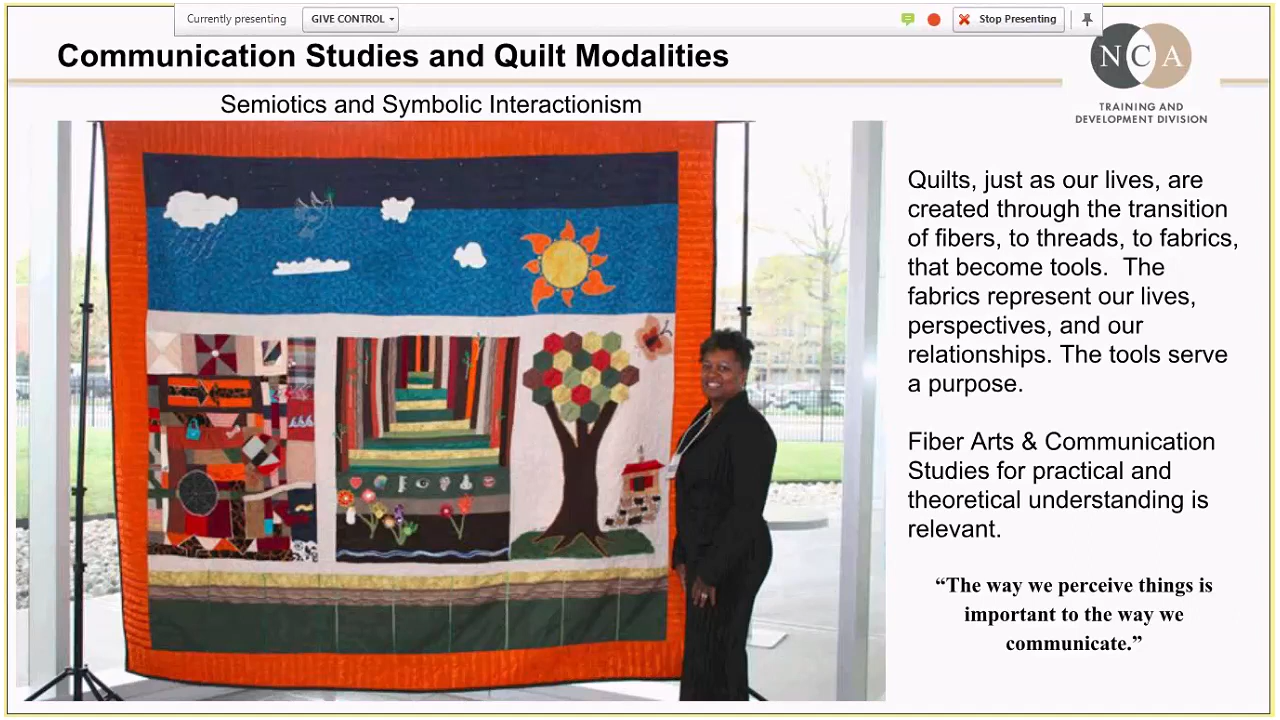 Currently presenting
GIVE CONTROL
Stop Presenting
Communication Studies and Quilt Modalities
NCA
TRAINING AND
DEVELOPMENT DIVISION
Semiotics and Symbolic Interactionism
Quilts, just as our lives, are
created through the transition
of fibers, to threads, to fabrics,
that become tools.  The
fabrics represent our lives,
perspectives, and our
relationships. The tools serve
a purpose.
Fiber Arts & Communication
Studies for practical and
theoretical understanding is
relevant.
“The way we perceive things is
important to the way we
communicate.”